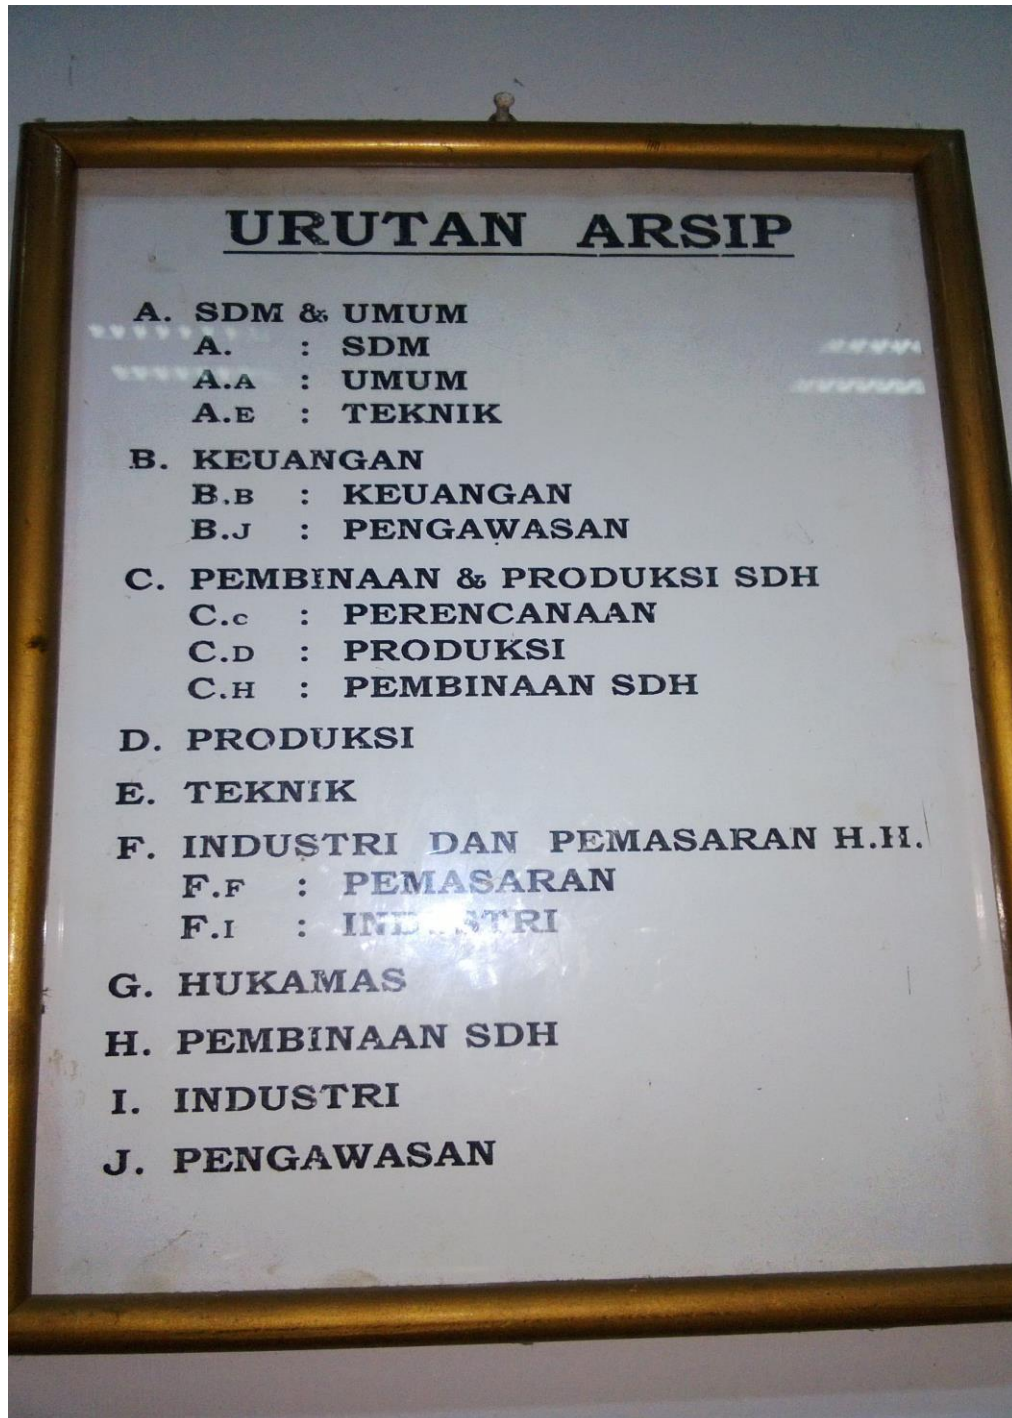 URUTAN ARSIP
A. SDM & UMUM
A. : SDM
A.A : UMUM
A.E : TEKNIK
B. KEUANGAN
B.B : KEUANGAN
B.J : PENGAWASAN
C. PEMBINAAN & PRODUKSI SDH
C.C : PERENCANAAN
C.D : PRODUKSI
C.H : PEMBINAAN SDH
D. PRODUKSI
E. TEKNIK
F. INDUSTRI DAN PEMASARAN H.H.
F.F : PEMASARAN
F.I : INDUSTRI
G. HUKAMAS
H. PEMBINAAN SDH
I. INDUSTRI
J. PENGAWASAN